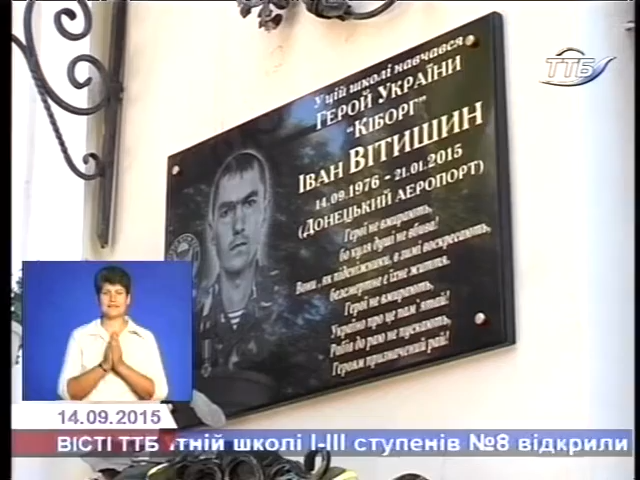 ТТБ
У цій школі навчався
ГЕРОЙ УКРАЇНИ
"КІБОРГ"
ІВАН ВІТИШИН
14.09.1976 - 21.01.2015
(ДОНЕЦЬКИЙ АЕРОПОРТ)
Герої не вмирають,
бо куля душі не вбива!
Вони, як підсніжники, в зимі воскресають,
безсмертне є їхнє життя.
Герої не вмирають,
Україно про це пам'ятай!
Рабів до раю не пускають,
Героям призначений рай!
14.09.2015
ВІСТІ ТТБ
тній школі І-ІІІ ступенів №8 відкрили